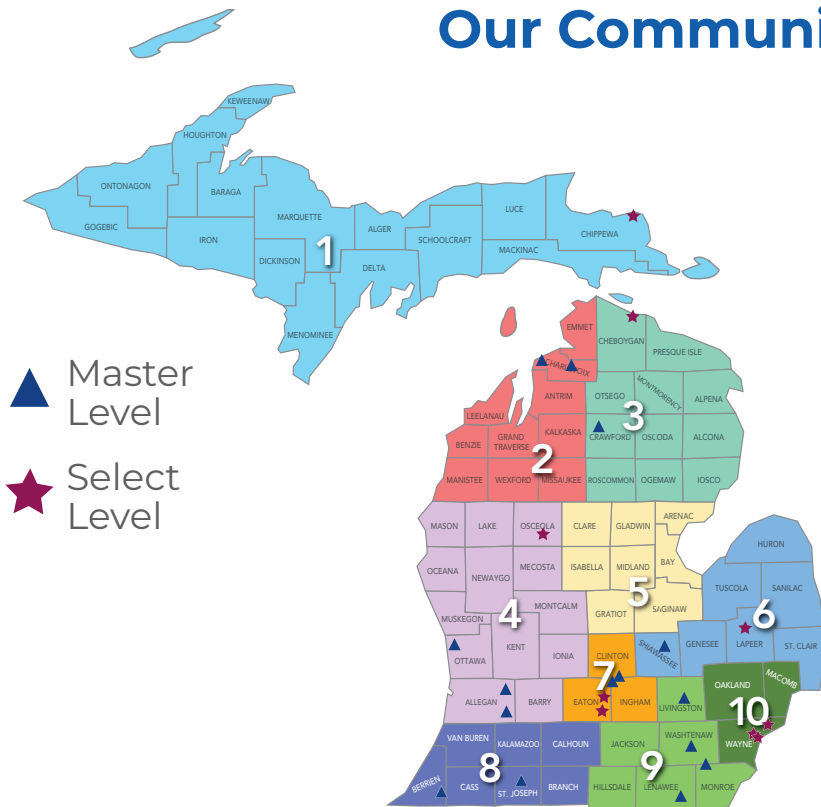 Our Communi
KEWEENAW
HOUGHTON
ONTONAGON
BARAGA
GOGEBIC
IRON
MARQUETTE
ALGER
LUCE
CHIPPEWA
SCHOOLCRAFT
MACKINAC
DICKINSON
1
DELTA
MENOMINEE
Master
Level
Select
Level
EMMET
CHEBOYGAN
PRESQUE ISLE
CHARLEVOIX
ANTRIM
OTSEGO
MONTMORENCY
ALPENA
LEELANAU
3
BENZIE
GRAND
TRAVERSE
KALKASKA
CRAWFORD
OSCODA
ALCONA
2
MANISTEE
WEXFORD
MISSAUKEE
ROSCOMMON
OGEMAW
IOSCO
MASON
LAKE
OSCEOLA
CLARE
GLADWIN
ARENAC
OCEANA
NEWAYGO
MECOSTA
ISABELLA
MIDLAND
BAY
HURON
5
TUSCOLA
SANILAC
MUSKEGON
4
MONTCALM
GRATIOT
SAGINAW
6
OTTAWA
KENT
IONIA
CLINTON
SHIAWASSEE
GENESEE
LAPEER
ST. CLAIR
7
ALLEGAN
BARRY
EATON
INGHAM
LIVINGSTON
OAKLAND
MACOMB
10
VAN BUREN
KALAMAZOO
CALHOUN
JACKSON
WASHTENAW
WAYNE
8
9
BERRIEN
CASS
ST. JOSEPH
BRANCH
HILLSDALE
LENAWEE
MONROE